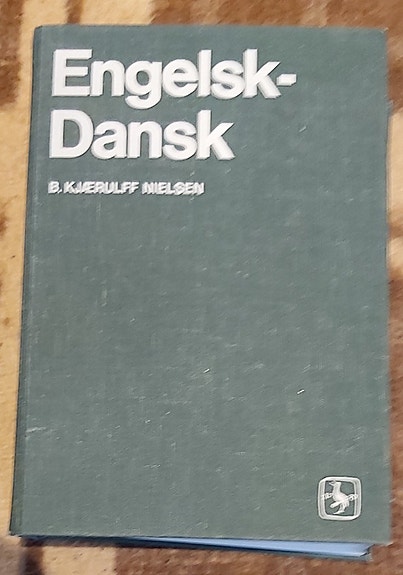 Engelsk-
Dansk
B. KJÆRULFF NIELSEN